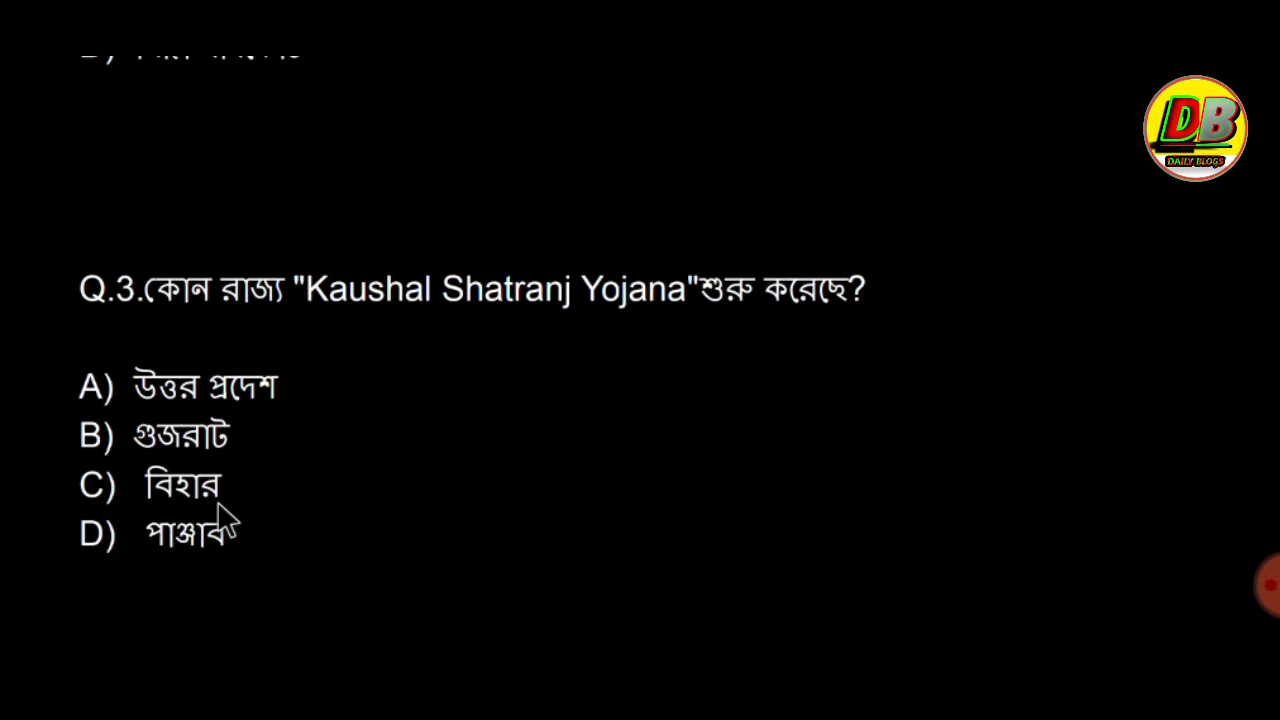 DB
DAILY BLOGS
Q.3.কোন রাজ্য "Kaushal Shatranj Yojana"শুরু করেছে?
A) উত্তর প্রদেশ
B) গুজরাট
C) বিহার
D) পাঞ্জাব